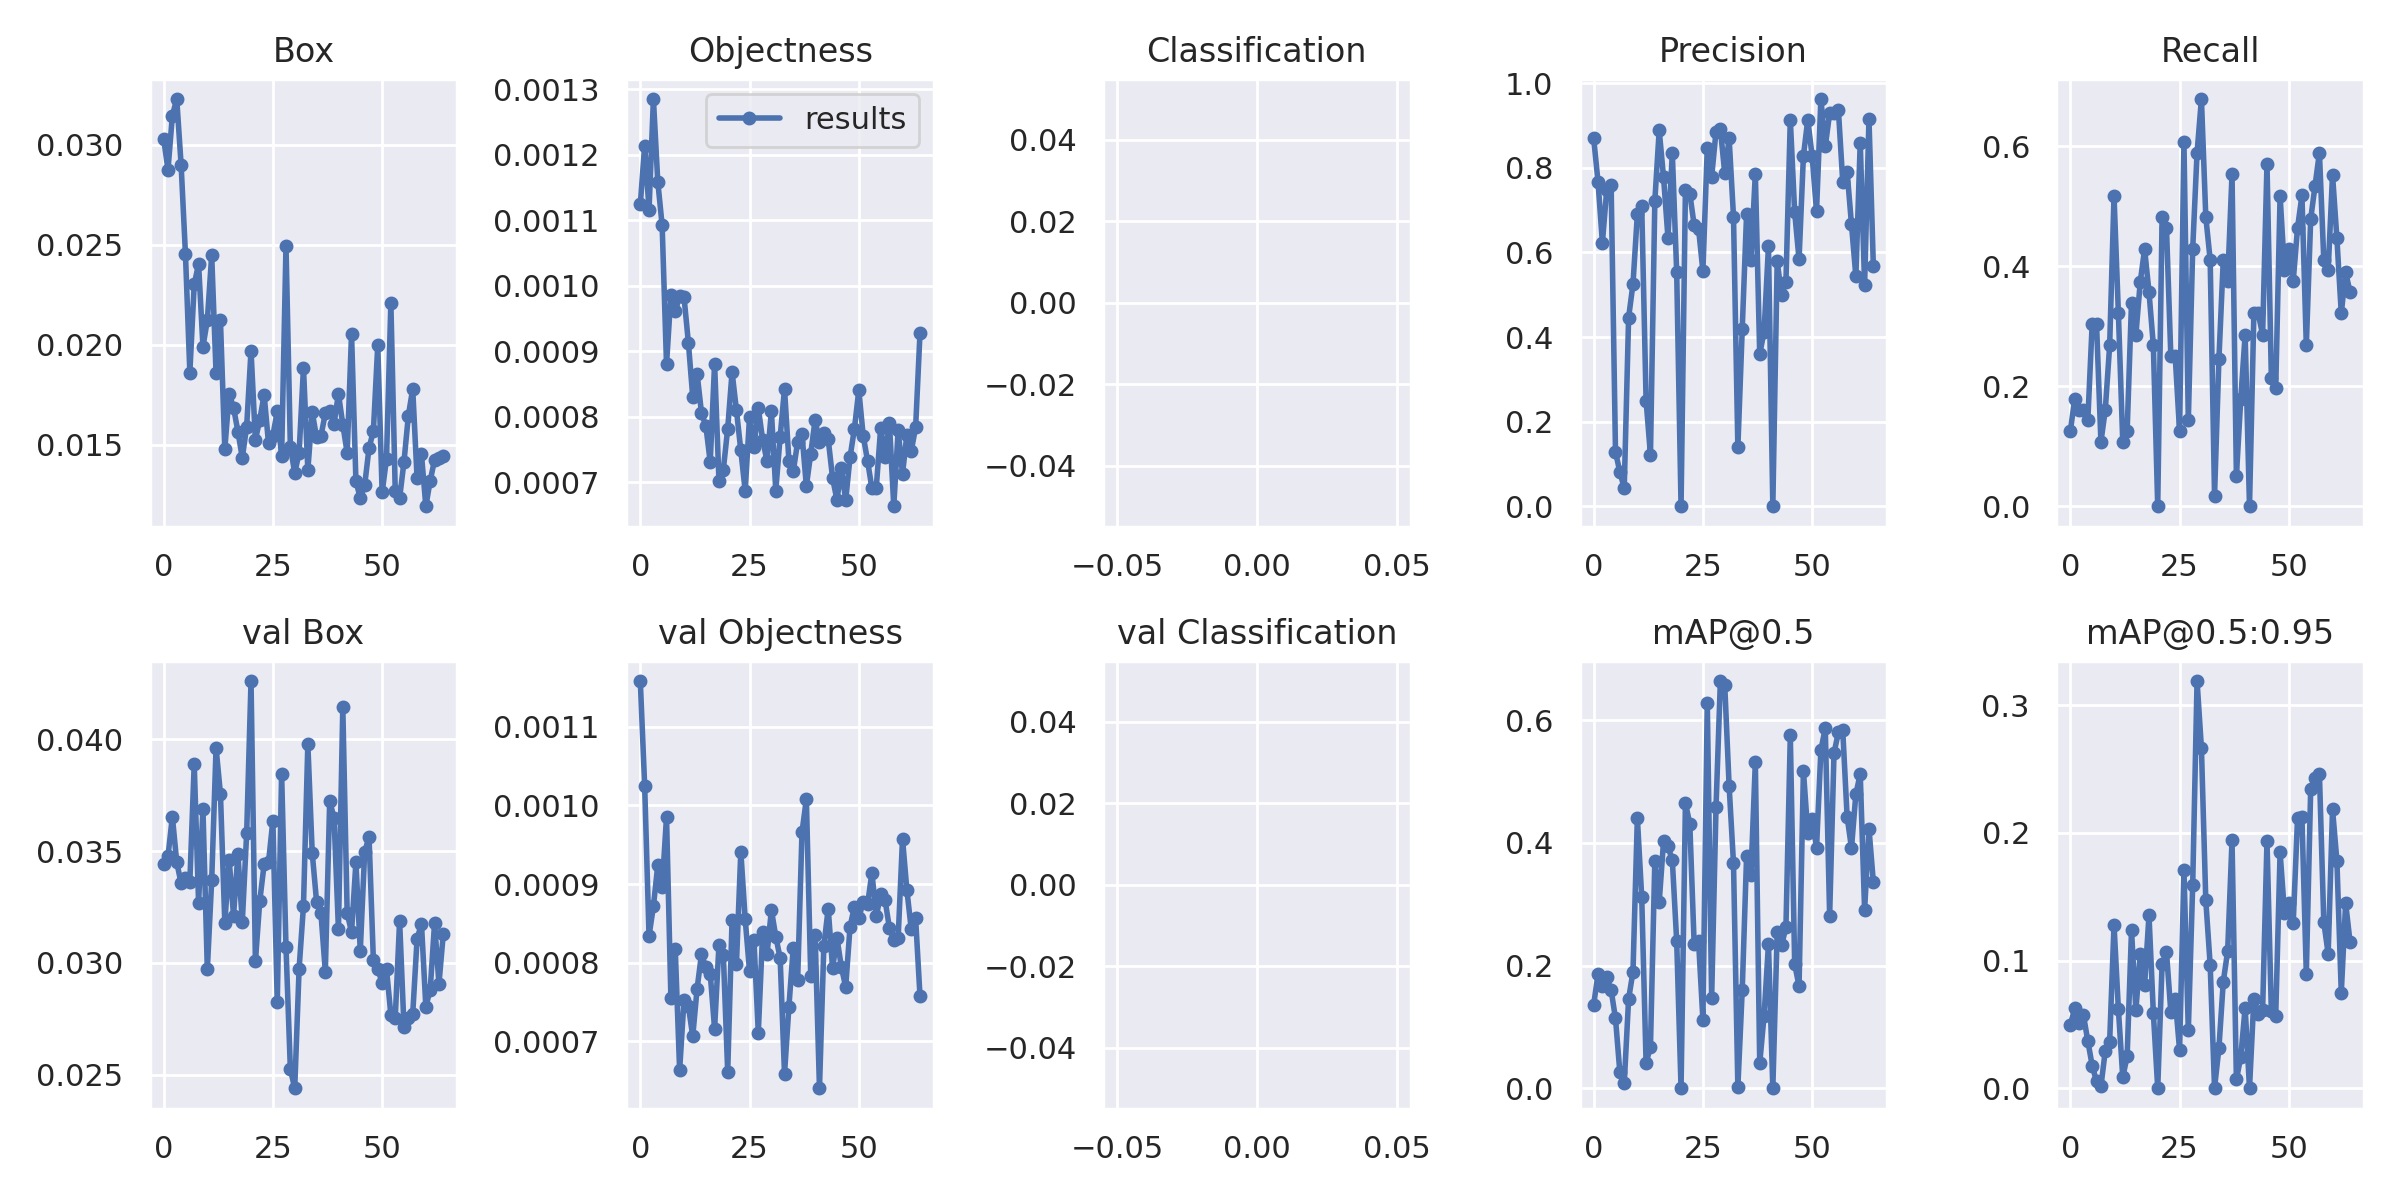 Box
0.030
0.025
0.020
0.015
0 25 50
Objectness
results
0.0013
0.0012
0.0011
0.0010
0.0009
0.0008
0.0007
0 25 50
Classification
0.04
0.02
0.00
−0.02
−0.04
−0.05 0.00 0.05
Precision
1.0
0.8
0.6
0.4
0.2
0.0
0 25 50
Recall
0.6
0.4
0.2
0.0
0 25 50
val Box
0.040
0.035
0.030
0.025
0 25 50
val Objectness
0.0011
0.0010
0.0009
0.0008
0.0007
0 25 50
val Classification
0.04
0.02
0.00
−0.02
−0.04
−0.05 0.00 0.05
mAP@0.5
0.6
0.4
0.2
0.0
0 25 50
mAP@0.5:0.95
0.3
0.2
0.1
0.0
0 25 50